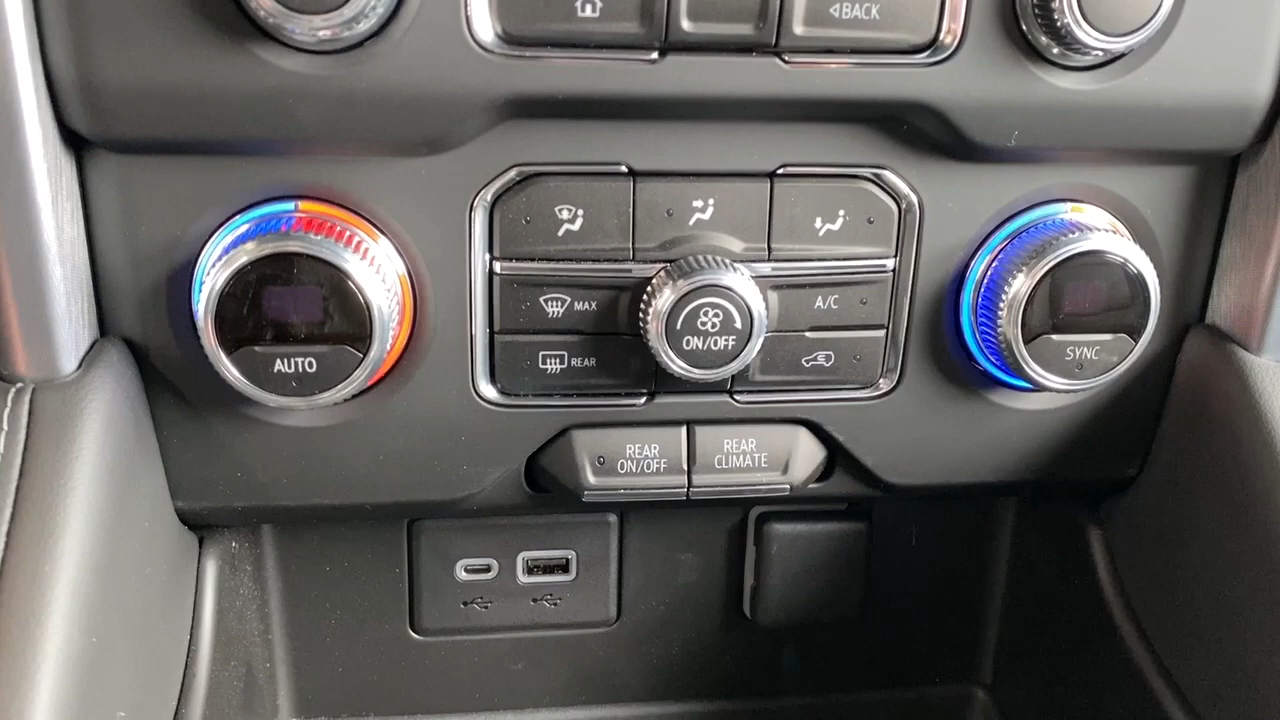 BACK
MAX
A/C
ON/OFF
AUTO
SYNC
REAR
REAR
ON/OFF
REAR
CLIMATE